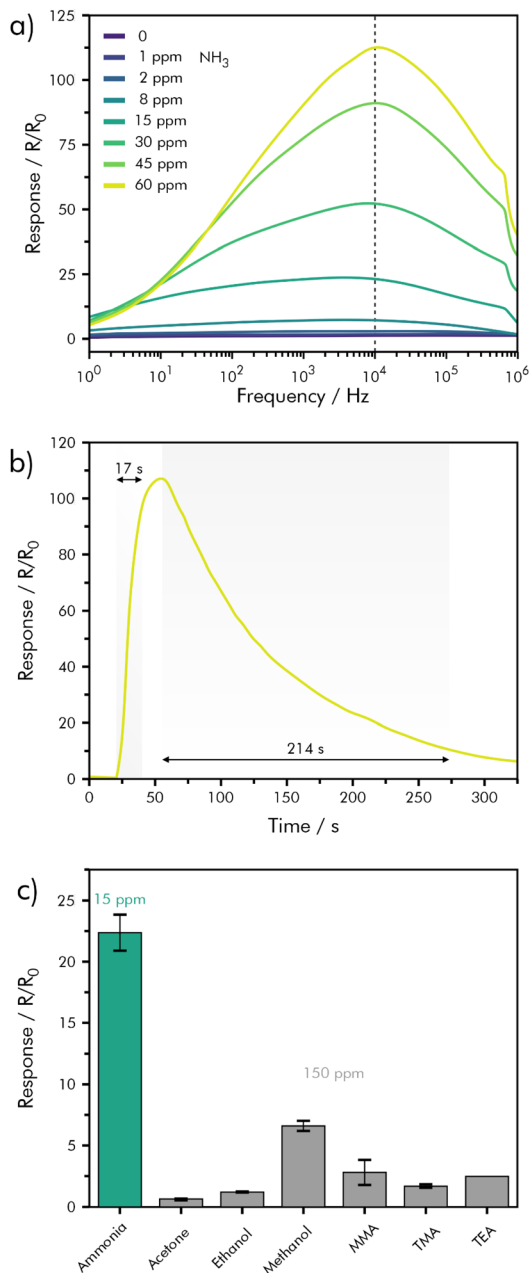 a)
Response / R/R0
125
100
75
50
25
0
0
1 ppm NH3
2 ppm
8 ppm
15 ppm
30 ppm
45 ppm
60 ppm
10^0 10^1 10^2 10^3 10^4 10^5 10^6
Frequency / Hz
b)
Response / R/R0
120
100
80
60
40
20
0
17 s
214 s
0 50 100 150 200 250 300
Time / s
c)
Response / R/R0
25
20
15
10
5
0
15 ppm
150 ppm
Ammonia Acetone Ethanol Methanol MMA TMA TEA